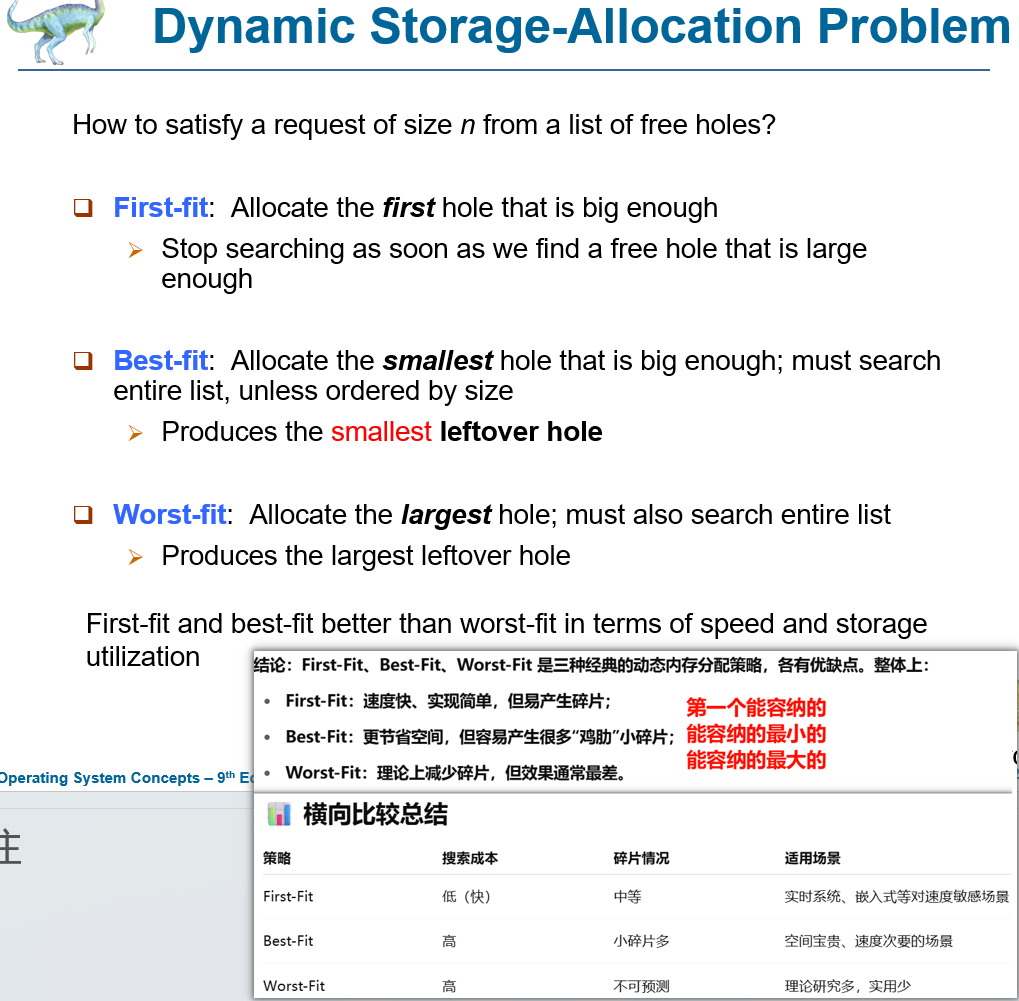 Dynamic Storage-Allocation Problem
How to satisfy a request of size n from a list of free holes?
First-fit: Allocate the first hole that is big enough
Stop searching as soon as we find a free hole that is large
enough
Best-fit: Allocate the smallest hole that is big enough; must search
entire list, unless ordered by size
Produces the smallest leftover hole
Worst-fit: Allocate the largest hole; must also search entire list
Produces the largest leftover hole
First-fit and best-fit better than worst-fit in terms of speed and storage
utilization
结论：First-Fit、Best-Fit、Worst-Fit 是三种经典的动态内存分配策略，各有优缺点。整体上：
First-Fit：速度快、实现简单，但易产生碎片；
Best-Fit：更节省空间，但容易产生很多“鸡肋”小碎片；
Worst-Fit：理论上减少碎片，但效果通常最差。
第一个能容纳的
能容纳的最小的
能容纳的最大的
Operating System Concepts – 9th
注
横向比较总结
策略 搜索成本 碎片情况 适用场景
First-Fit 低（快） 中等 实时系统、嵌入式等对速度敏感场景
Best-Fit 高 小碎片多 空间宝贵、速度次要的场景
Worst-Fit 高 不可预测 理论研究多，实用少